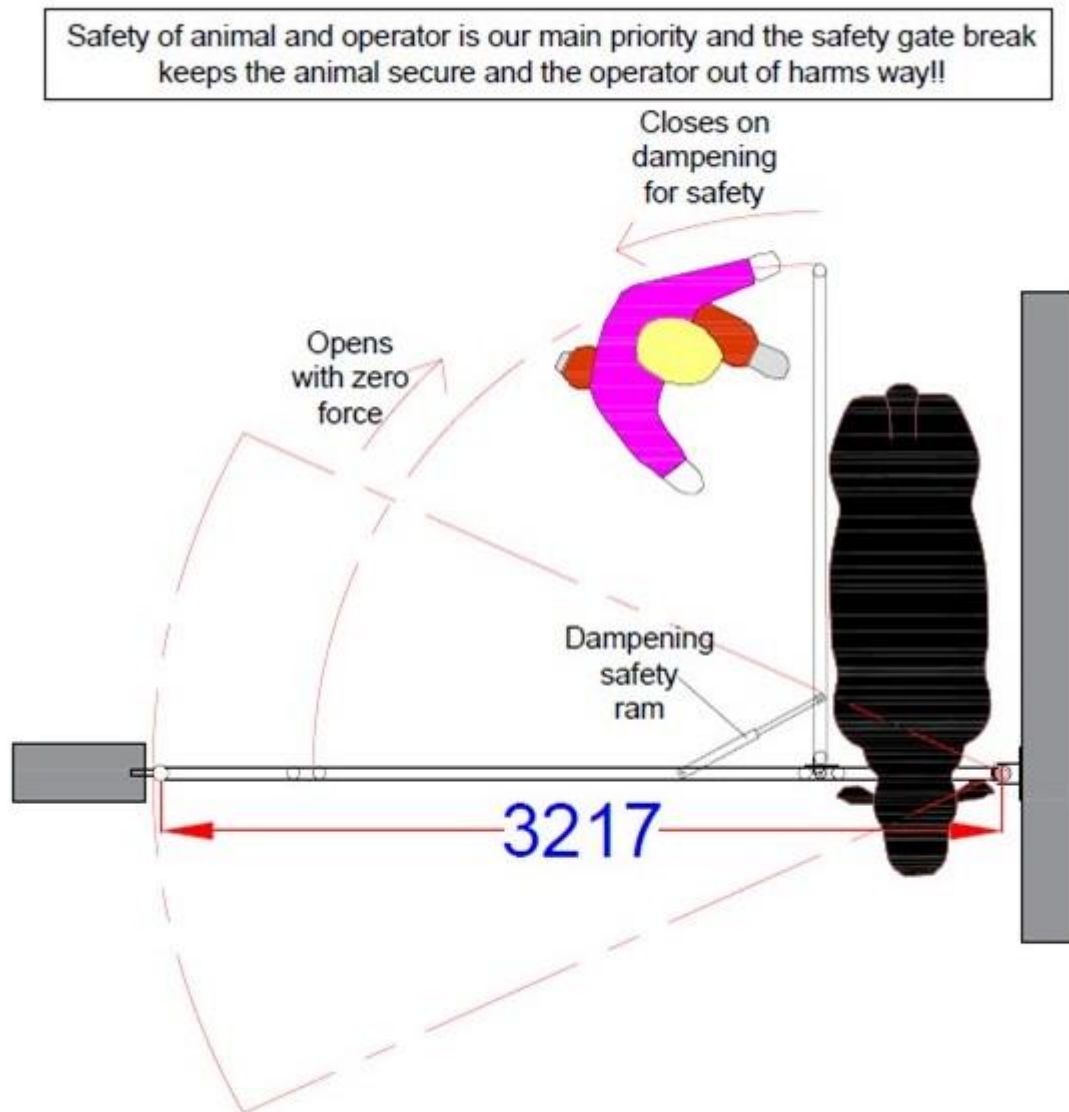 Safety of animal and operator is our main priority and the safety gate break
keeps the animal secure and the operator out of harms way!!
Closes on
dampening
for safety
Opens
with zero
force
Dampening
safety
ram
3217